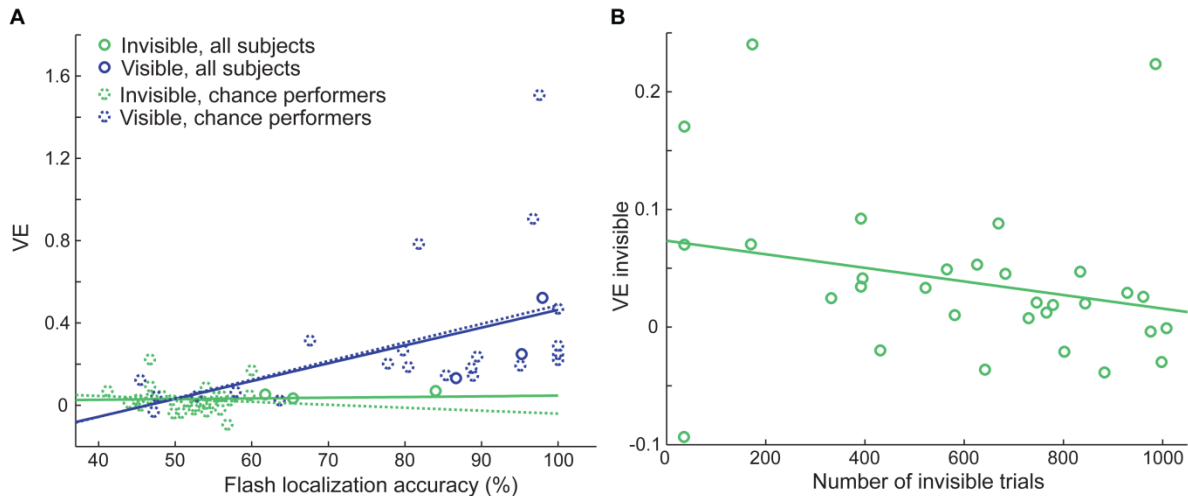 A
Invisible, all subjects
Visible, all subjects
Invisible, chance performers
Visible, chance performers
1.6
1.2
0.8
0.4
0
VE
40 50 60 70 80 90 100
Flash localization accuracy (%)
B
0.2
0.1
0
-0.1
VE invisible
0 200 400 600 800 1000
Number of invisible trials